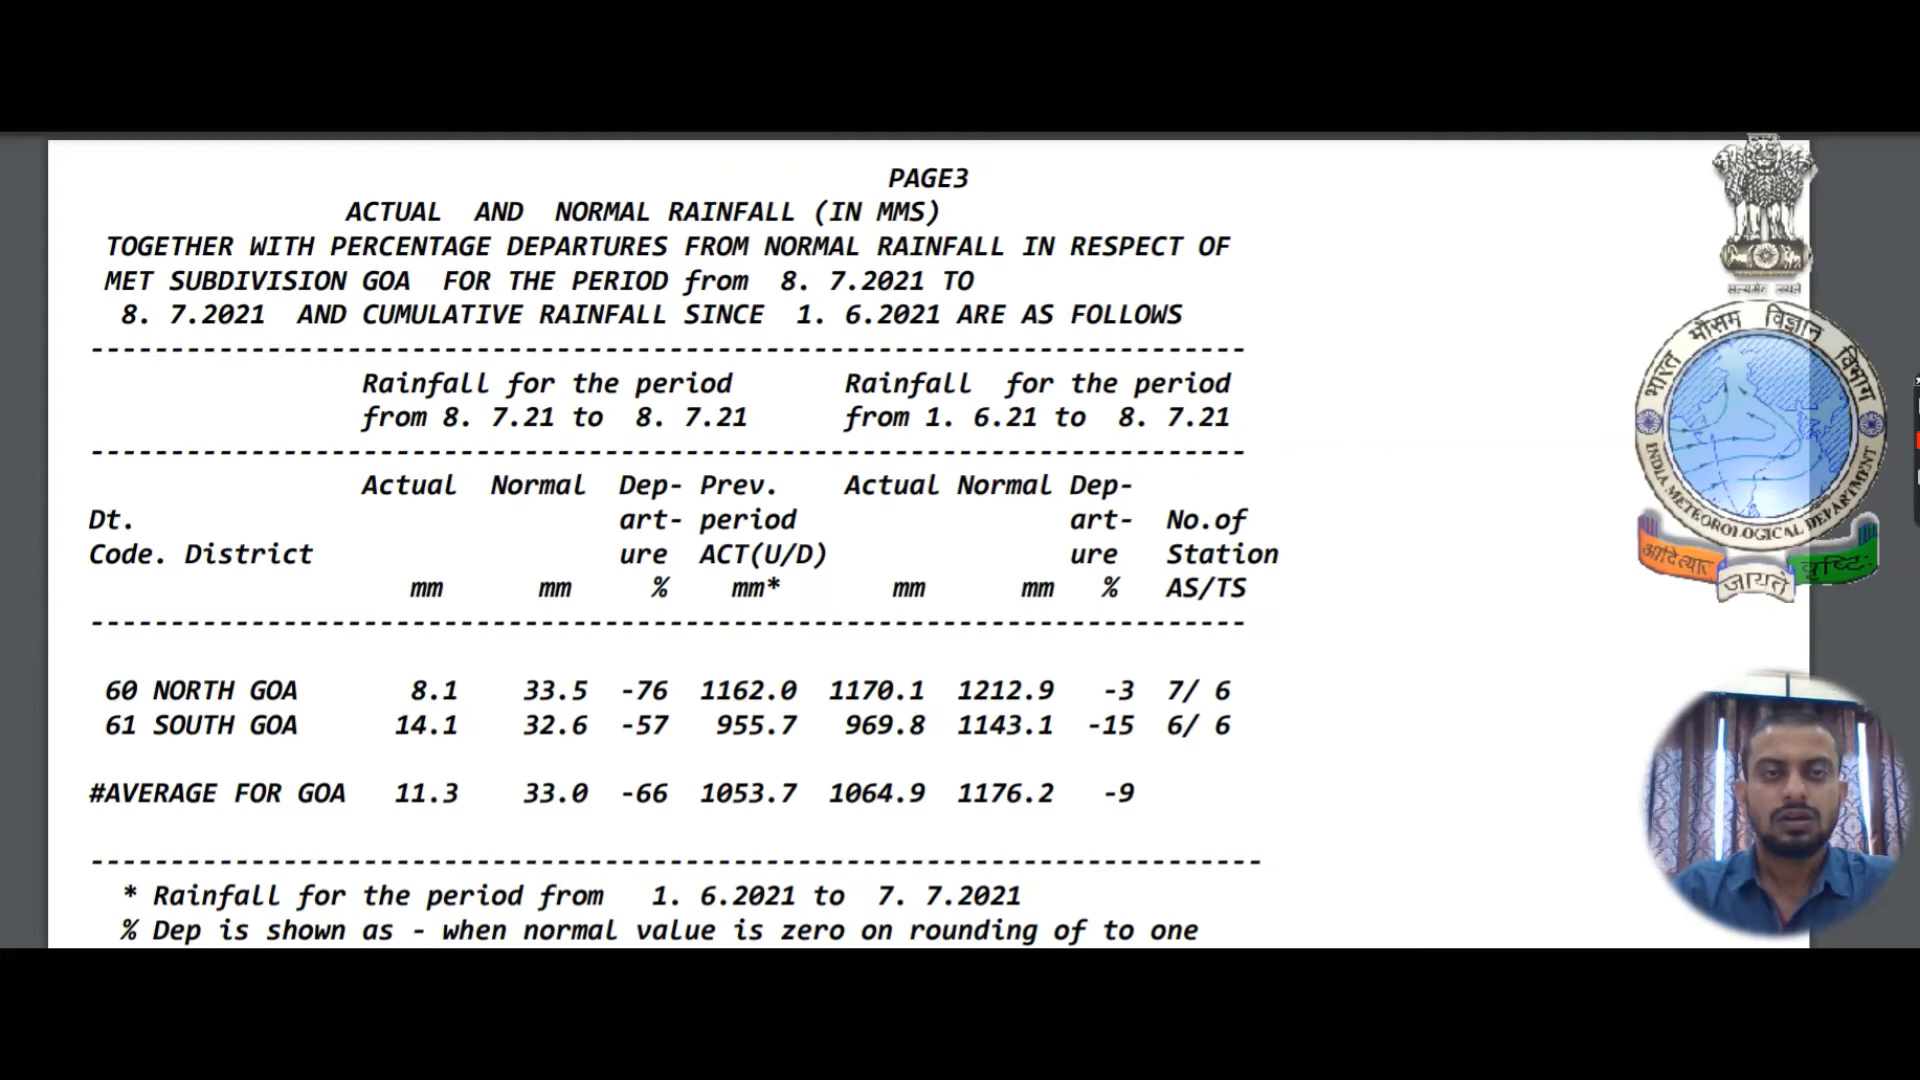 PAGE3
ACTUAL AND NORMAL RAINFALL (IN MMS)
TOGETHER WITH PERCENTAGE DEPARTURES FROM NORMAL RAINFALL IN RESPECT OF
MET SUBDIVISION GOA FOR THE PERIOD from 8. 7.2021 TO
8. 7.2021 AND CUMULATIVE RAINFALL SINCE 1. 6.2021 ARE AS FOLLOWS
Rainfall for the period Rainfall for the period
from 8. 7.21 to 8. 7.21 from 1. 6.21 to 8. 7.21
Actual Normal Dep- Prev. Actual Normal Dep-
Dt. art- period art- No.of
Code. District ure ACT(U/D) ure Station
mm mm % mm* mm mm % AS/TS
60 NORTH GOA 8.1 33.5 -76 1162.0 1170.1 1212.9 -3 7/ 6
61 SOUTH GOA 14.1 32.6 -57 955.7 969.8 1143.1 -15 6/ 6
#AVERAGE FOR GOA 11.3 33.0 -66 1053.7 1064.9 1176.2 -9
* Rainfall for the period from 1. 6.2021 to 7. 7.2021
% Dep is shown as - when normal value is zero on rounding of to one
सत्यमेव जयते
भारत मौसम विज्ञान विभाग
INDIA METEOROLOGICAL DEPARTMENT
आदित्यात्
जायते
वृष्टिः